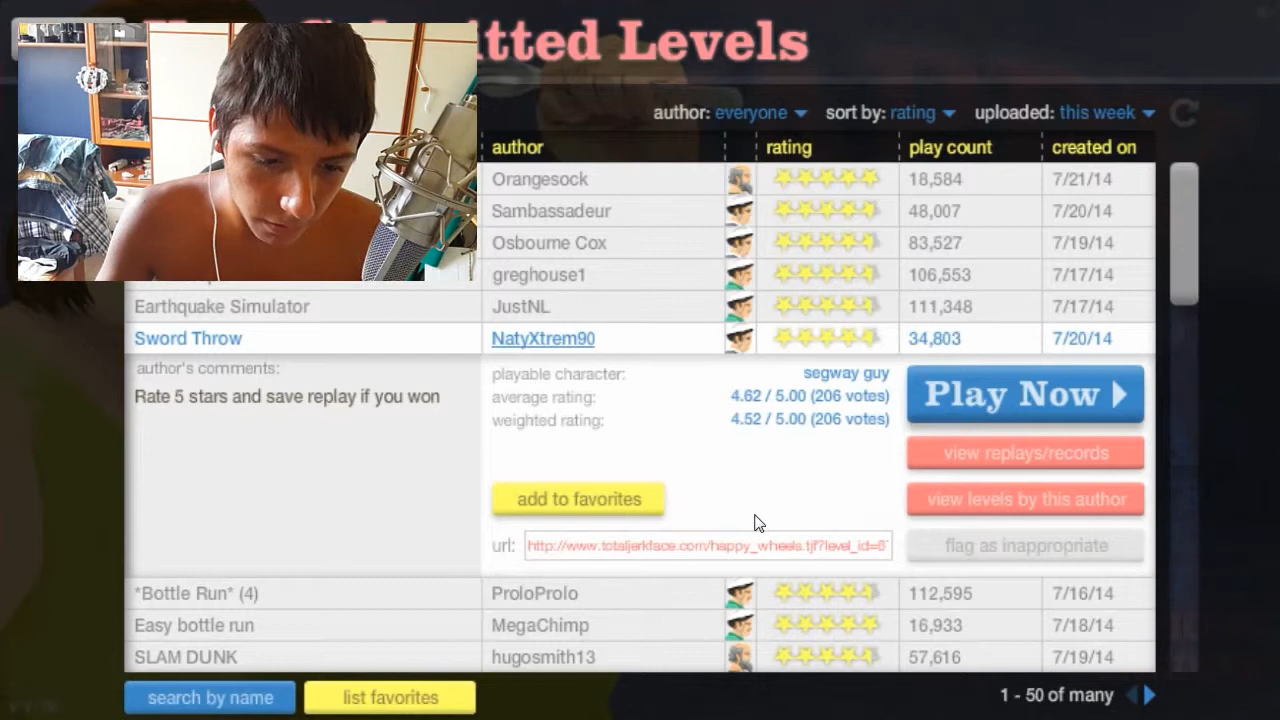 itted Levels
author: everyone sort by: rating uploaded: this week
author rating play count created on
Orangesock 18,584 7/21/14
Sambassadeur 48,007 7/20/14
Osbourne Cox 83,527 7/19/14
greghouse1 106,553 7/17/14
Earthquake Simulator JustNL 111,348 7/17/14
Sword Throw NatyXtrem90 34,803 7/20/14
author's comments: playable character: segway guy Play Now
Rate 5 stars and save replay if you won average rating: 4.62 / 5.00 (206 votes)
weighted rating: 4.52 / 5.00 (206 votes)
view replays/records
add to favorites view levels by this author
url: http://www.totaljerkface.com/happy_wheels.tjf?level_id=6 flag as inappropriate
*Bottle Run* (4) ProloProlo 112,595 7/16/14
Easy bottle run MegaChimp 16,933 7/18/14
SLAM DUNK hugosmith13 57,616 7/19/14
search by name list favorites 1 - 50 of many